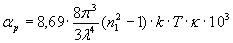 α_p = 8,69 · 8π³/3λ⁴ (n₁² − 1) · k · T · κ · 10³